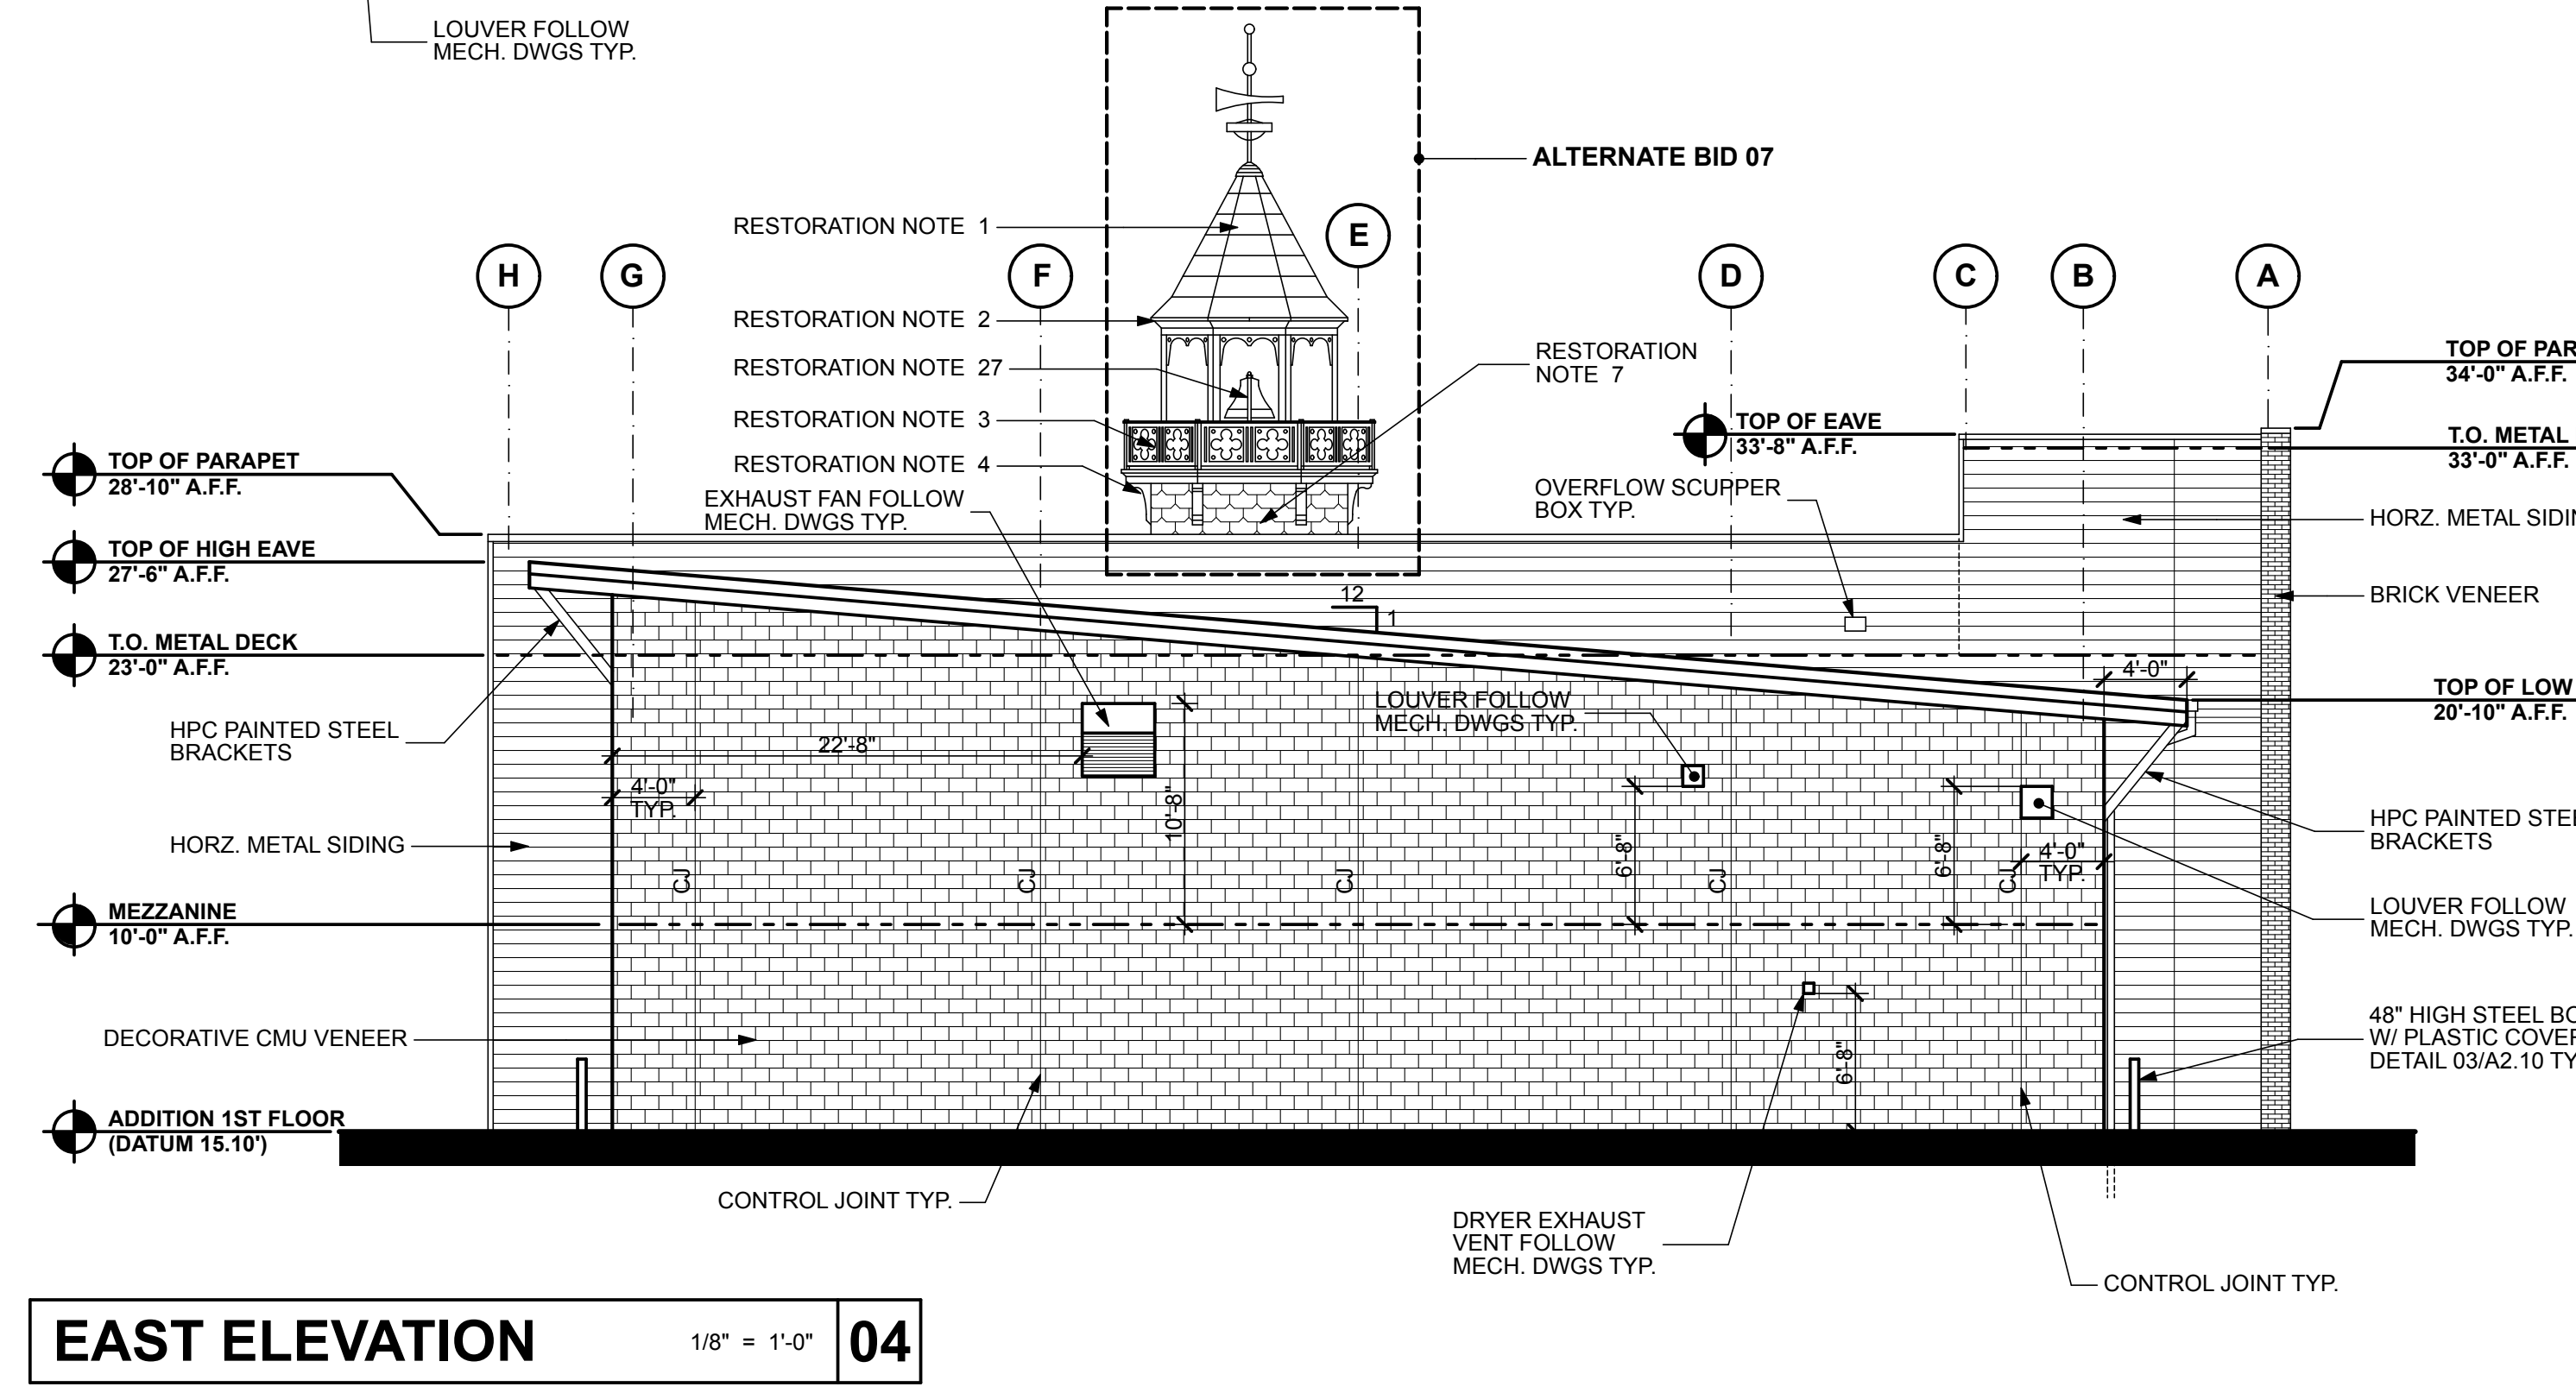 LOUVER FOLLOW
MECH. DWGS TYP.
ALTERNATE BID 07
RESTORATION NOTE 1
E
H
G
F
D
C
B
A
RESTORATION NOTE 2
RESTORATION NOTE 27
RESTORATION NOTE 3
RESTORATION NOTE 4
RESTORATION
NOTE 7
TOP OF PAR
34'-0" A.F.F.
TOP OF EAVE
33'-8" A.F.F.
T.O. METAL
33'-0" A.F.F.
TOP OF PARAPET
28'-10" A.F.F.
EXHAUST FAN FOLLOW
MECH. DWGS TYP.
OVERFLOW SCUPPER
BOX TYP.
HORZ. METAL SIDIN
TOP OF HIGH EAVE
27'-6" A.F.F.
12
1
BRICK VENEER
T.O. METAL DECK
23'-0" A.F.F.
4'-0"
TOP OF LOW
20'-10" A.F.F.
LOUVER FOLLOW
MECH. DWGS TYP.
HPC PAINTED STEEL
BRACKETS
22'-8"
4'-0"
TYP.
10'-8"
6'-8"
6'-8"
4'-0"
TYP.
HPC PAINTED STEE
BRACKETS
HORZ. METAL SIDING
CJ
CJ
CJ
CJ
CJ
MEZZANINE
10'-0" A.F.F.
LOUVER FOLLOW
MECH. DWGS TYP.
DECORATIVE CMU VENEER
6'-8"
48" HIGH STEEL BO
W/ PLASTIC COVER
DETAIL 03/A2.10 TY
ADDITION 1ST FLOOR
(DATUM 15.10')
CONTROL JOINT TYP.
DRYER EXHAUST
VENT FOLLOW
MECH. DWGS TYP.
CONTROL JOINT TYP.
EAST ELEVATION
1/8" = 1'-0"
04